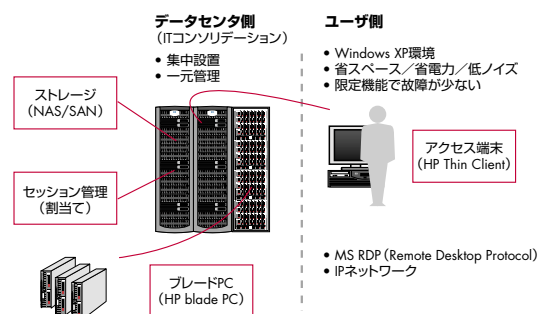 データセンタ側
（ITコンソリデーション）
• 集中設置
• 一元管理
ストレージ
（NAS/SAN）
セッション管理
（割当て）
ブレードPC
（HP blade PC）
ユーザ側
• Windows XP環境
• 省スペース／省電力／低ノイズ
• 限定機能で故障が少ない
アクセス端末
（HP Thin Client）
• MS RDP（Remote Desktop Protocol）
• IPネットワーク